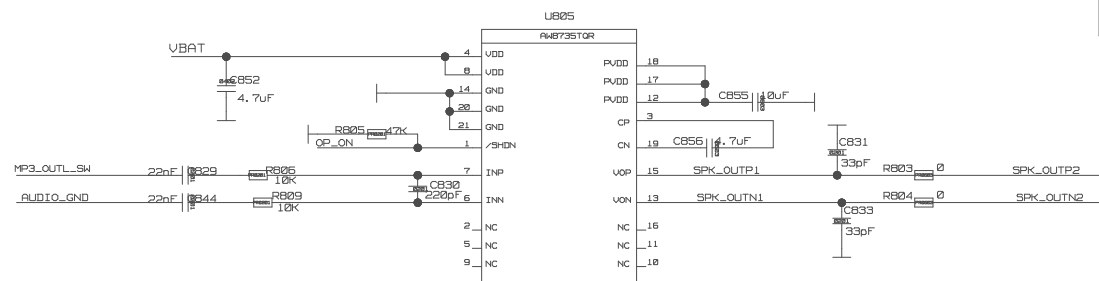 U805
AW8735TQR
VBAT
4 VDD
PVDD 18
C852
4.7uF
8 VDD
PVDD 17
14 GND
PVDD 12
C855 10uF
20 GND
CP 3
21 GND
R805 47K
OP_ON
1 /SHDN
CN 19
C856 4.7uF
C831
33pF
MP3_OUTL_SW
22nF C829
R806
10K
7 INP
VOP 15
SPK_OUTP1
R803 0
SPK_OUTP2
C830
220pF
AUDIO_GND
22nF C844
R809
10K
6 INN
VON 13
SPK_OUTN1
R804 0
SPK_OUTN2
C833
33pF
2 NC
NC 16
5 NC
NC 11
9 NC
NC 10